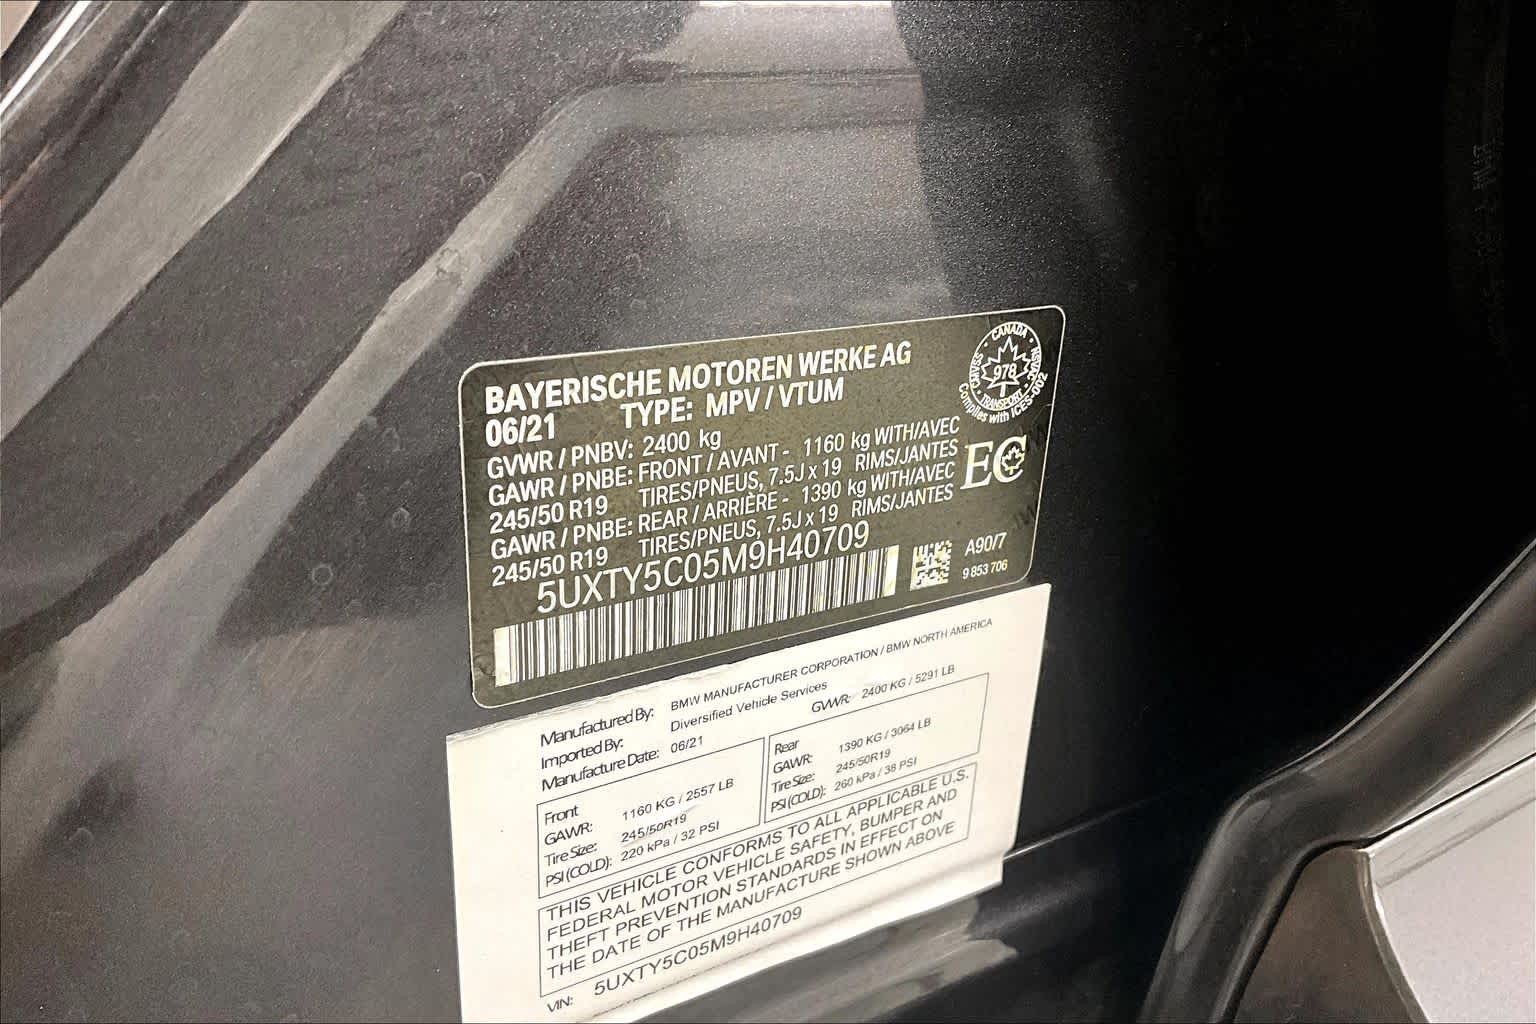 BAYERISCHE MOTOREN WERKE AG
06/21 TYPE: MPV / VTUM
GVWR / PNBV: 2400 kg
GAWR / PNBE: FRONT / AVANT - 1160 kg WITH/AVEC
245/50 R19 TIRES/PNEUS, 7.5J x 19 RIMS/JANTES
GAWR / PNBE: REAR / ARRIÈRE - 1390 kg WITH/AVEC
245/50 R19 TIRES/PNEUS, 7.5J x 19 RIMS/JANTES
5UXTY5C05M9H40709
CANADA
CMVSS NSVAC
978
TRANSPORT
Complies with ICES-002
EC
A90/7
9 853 706
Manufactured By: BMW MANUFACTURER CORPORATION / BMW NORTH AMERICA
Imported By: Diversified Vehicle Services
Manufacture Date: 06/21
GVWR: 2400 KG / 5291 LB
Front
GAWR: 1160 KG / 2557 LB
Tire Size: 245/50R19
PSI (COLD): 220 kPa / 32 PSI
Rear
GAWR: 1390 KG / 3064 LB
Tire Size: 245/50R19
PSI (COLD): 260 kPa / 38 PSI
THIS VEHICLE CONFORMS TO ALL APPLICABLE U.S.
FEDERAL MOTOR VEHICLE SAFETY, BUMPER AND
THEFT PREVENTION STANDARDS IN EFFECT ON
THE DATE OF THE MANUFACTURE SHOWN ABOVE
VIN: 5UXTY5C05M9H40709